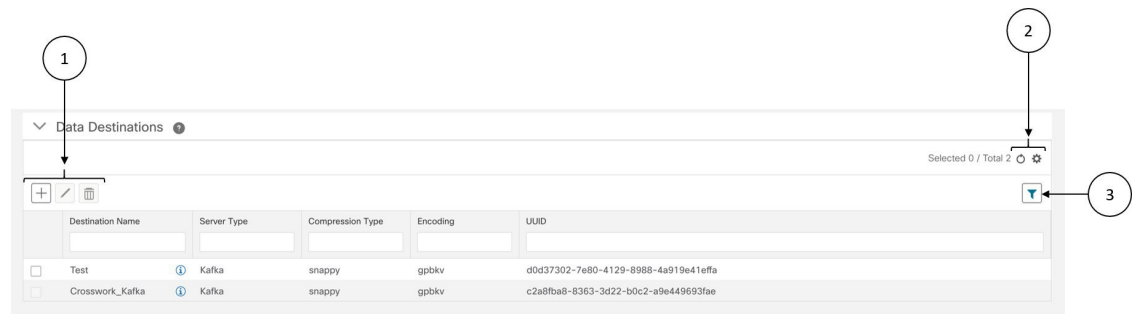 1
2
Data Destinations ?
Selected 0 / Total 2
3
Destination Name Server Type Compression Type Encoding UUID
Test i Kafka snappy gpbkv d0d37302-7e80-4129-8988-4a919e41effa
Crosswork_Kafka i Kafka snappy gpbkv c2a8fba8-8363-3d22-b0c2-a9e449693fae